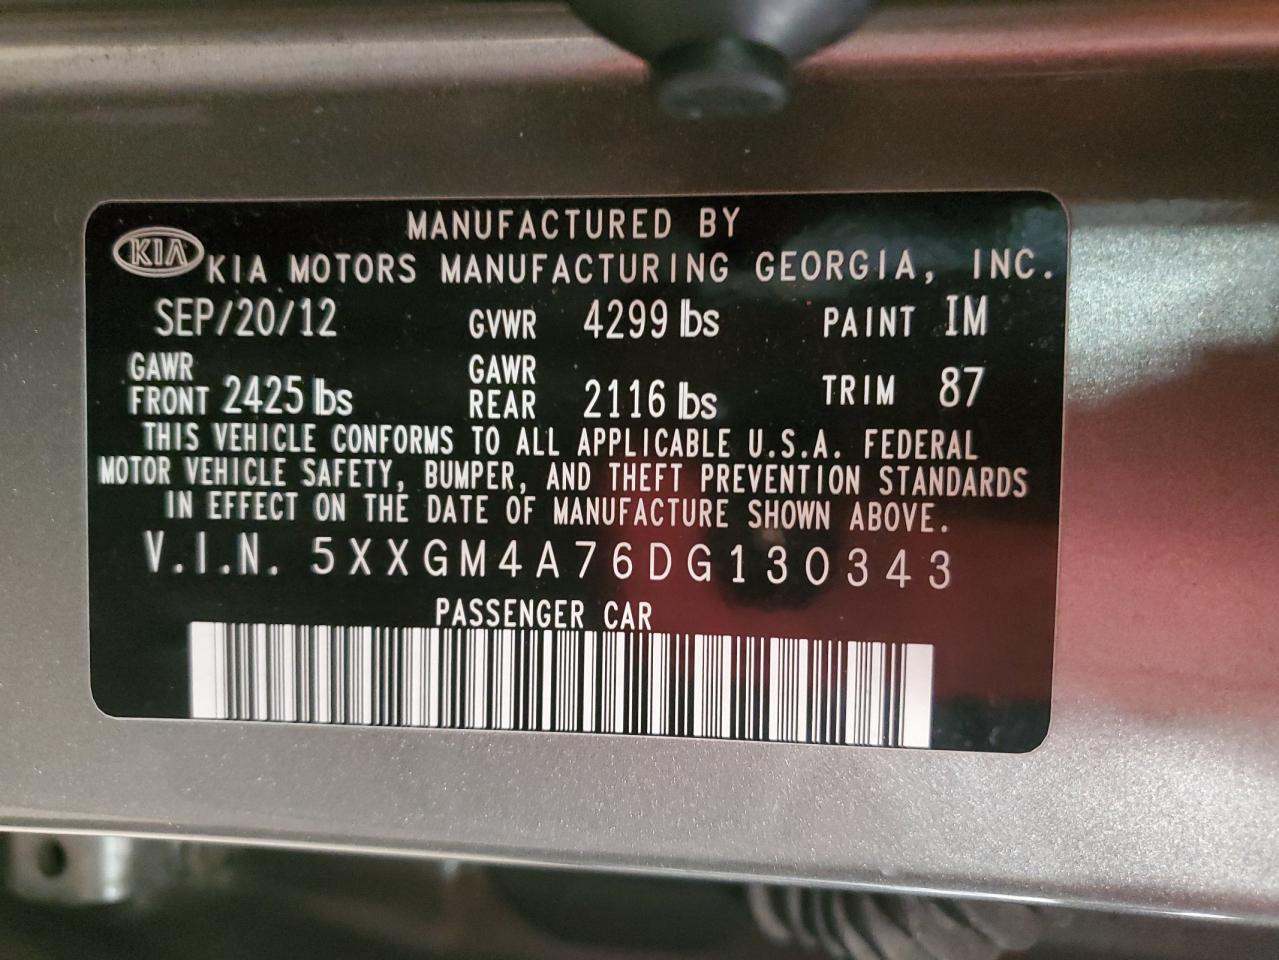 MANUFACTURED BY
KIA KIA MOTORS MANUFACTURING GEORGIA, INC.
SEP/20/12 GVWR 4299 lbs PAINT IM
GAWR FRONT 2425 lbs GAWR REAR 2116 lbs TRIM 87
THIS VEHICLE CONFORMS TO ALL APPLICABLE U.S.A. FEDERAL
MOTOR VEHICLE SAFETY, BUMPER, AND THEFT PREVENTION STANDARDS
IN EFFECT ON THE DATE OF MANUFACTURE SHOWN ABOVE.
V.I.N. 5XXGM4A76DG130343
PASSENGER CAR